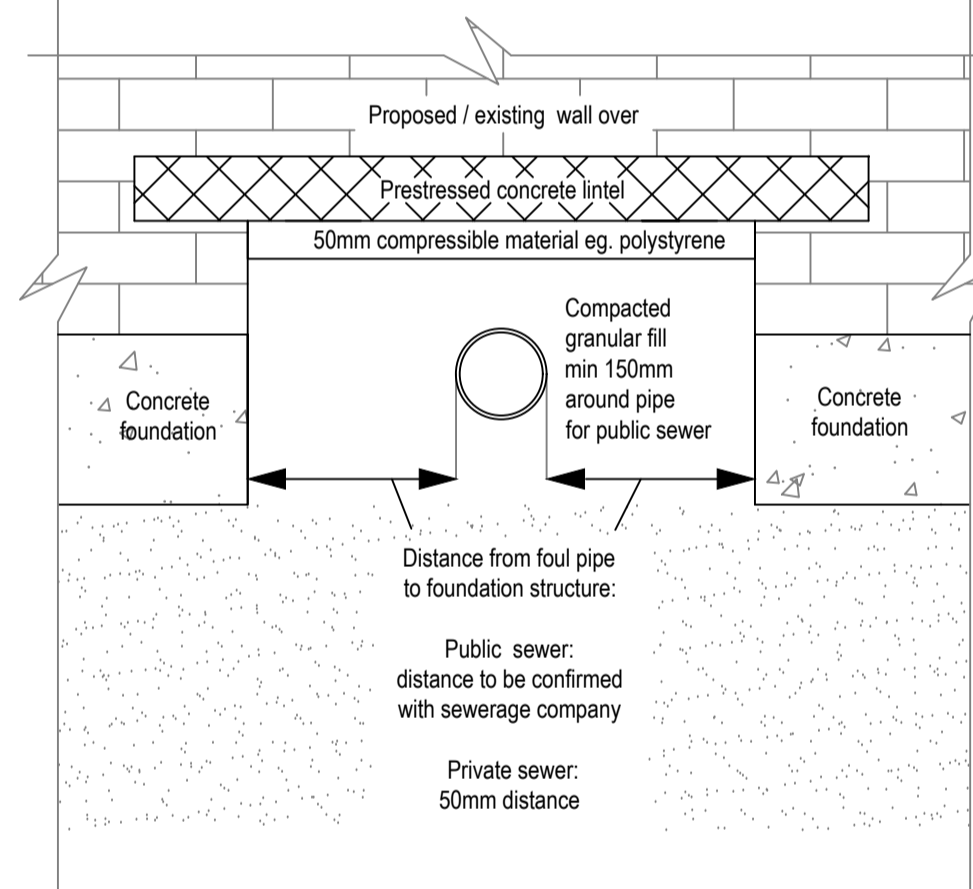 Proposed / existing wall over
Prestressed concrete lintel
50mm compressible material eg. polystyrene
Compacted
granular fill
min 150mm
around pipe
for public sewer
Concrete
foundation
Concrete
foundation
Distance from foul pipe
to foundation structure:
Public sewer:
distance to be confirmed
with sewerage company
Private sewer:
50mm distance